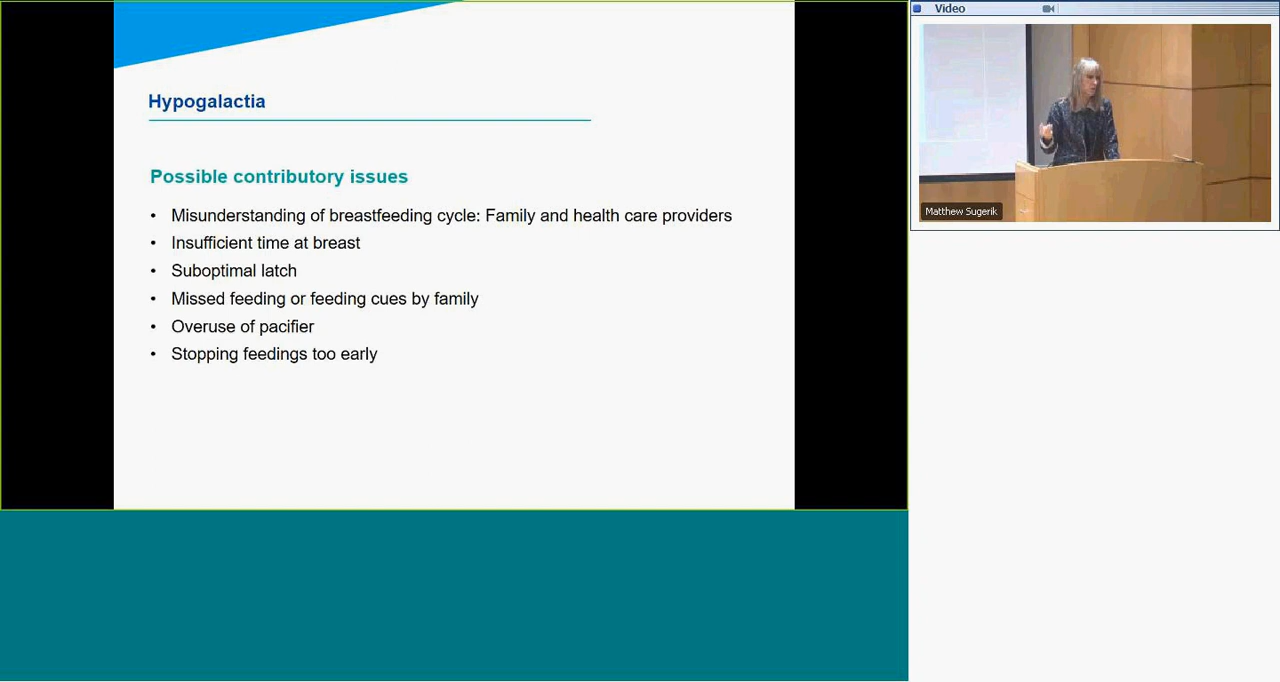 Hypogalactia
Possible contributory issues
• Misunderstanding of breastfeeding cycle: Family and health care providers
• Insufficient time at breast
• Suboptimal latch
• Missed feeding or feeding cues by family
• Overuse of pacifier
• Stopping feedings too early
Video
Matthew Sugerik